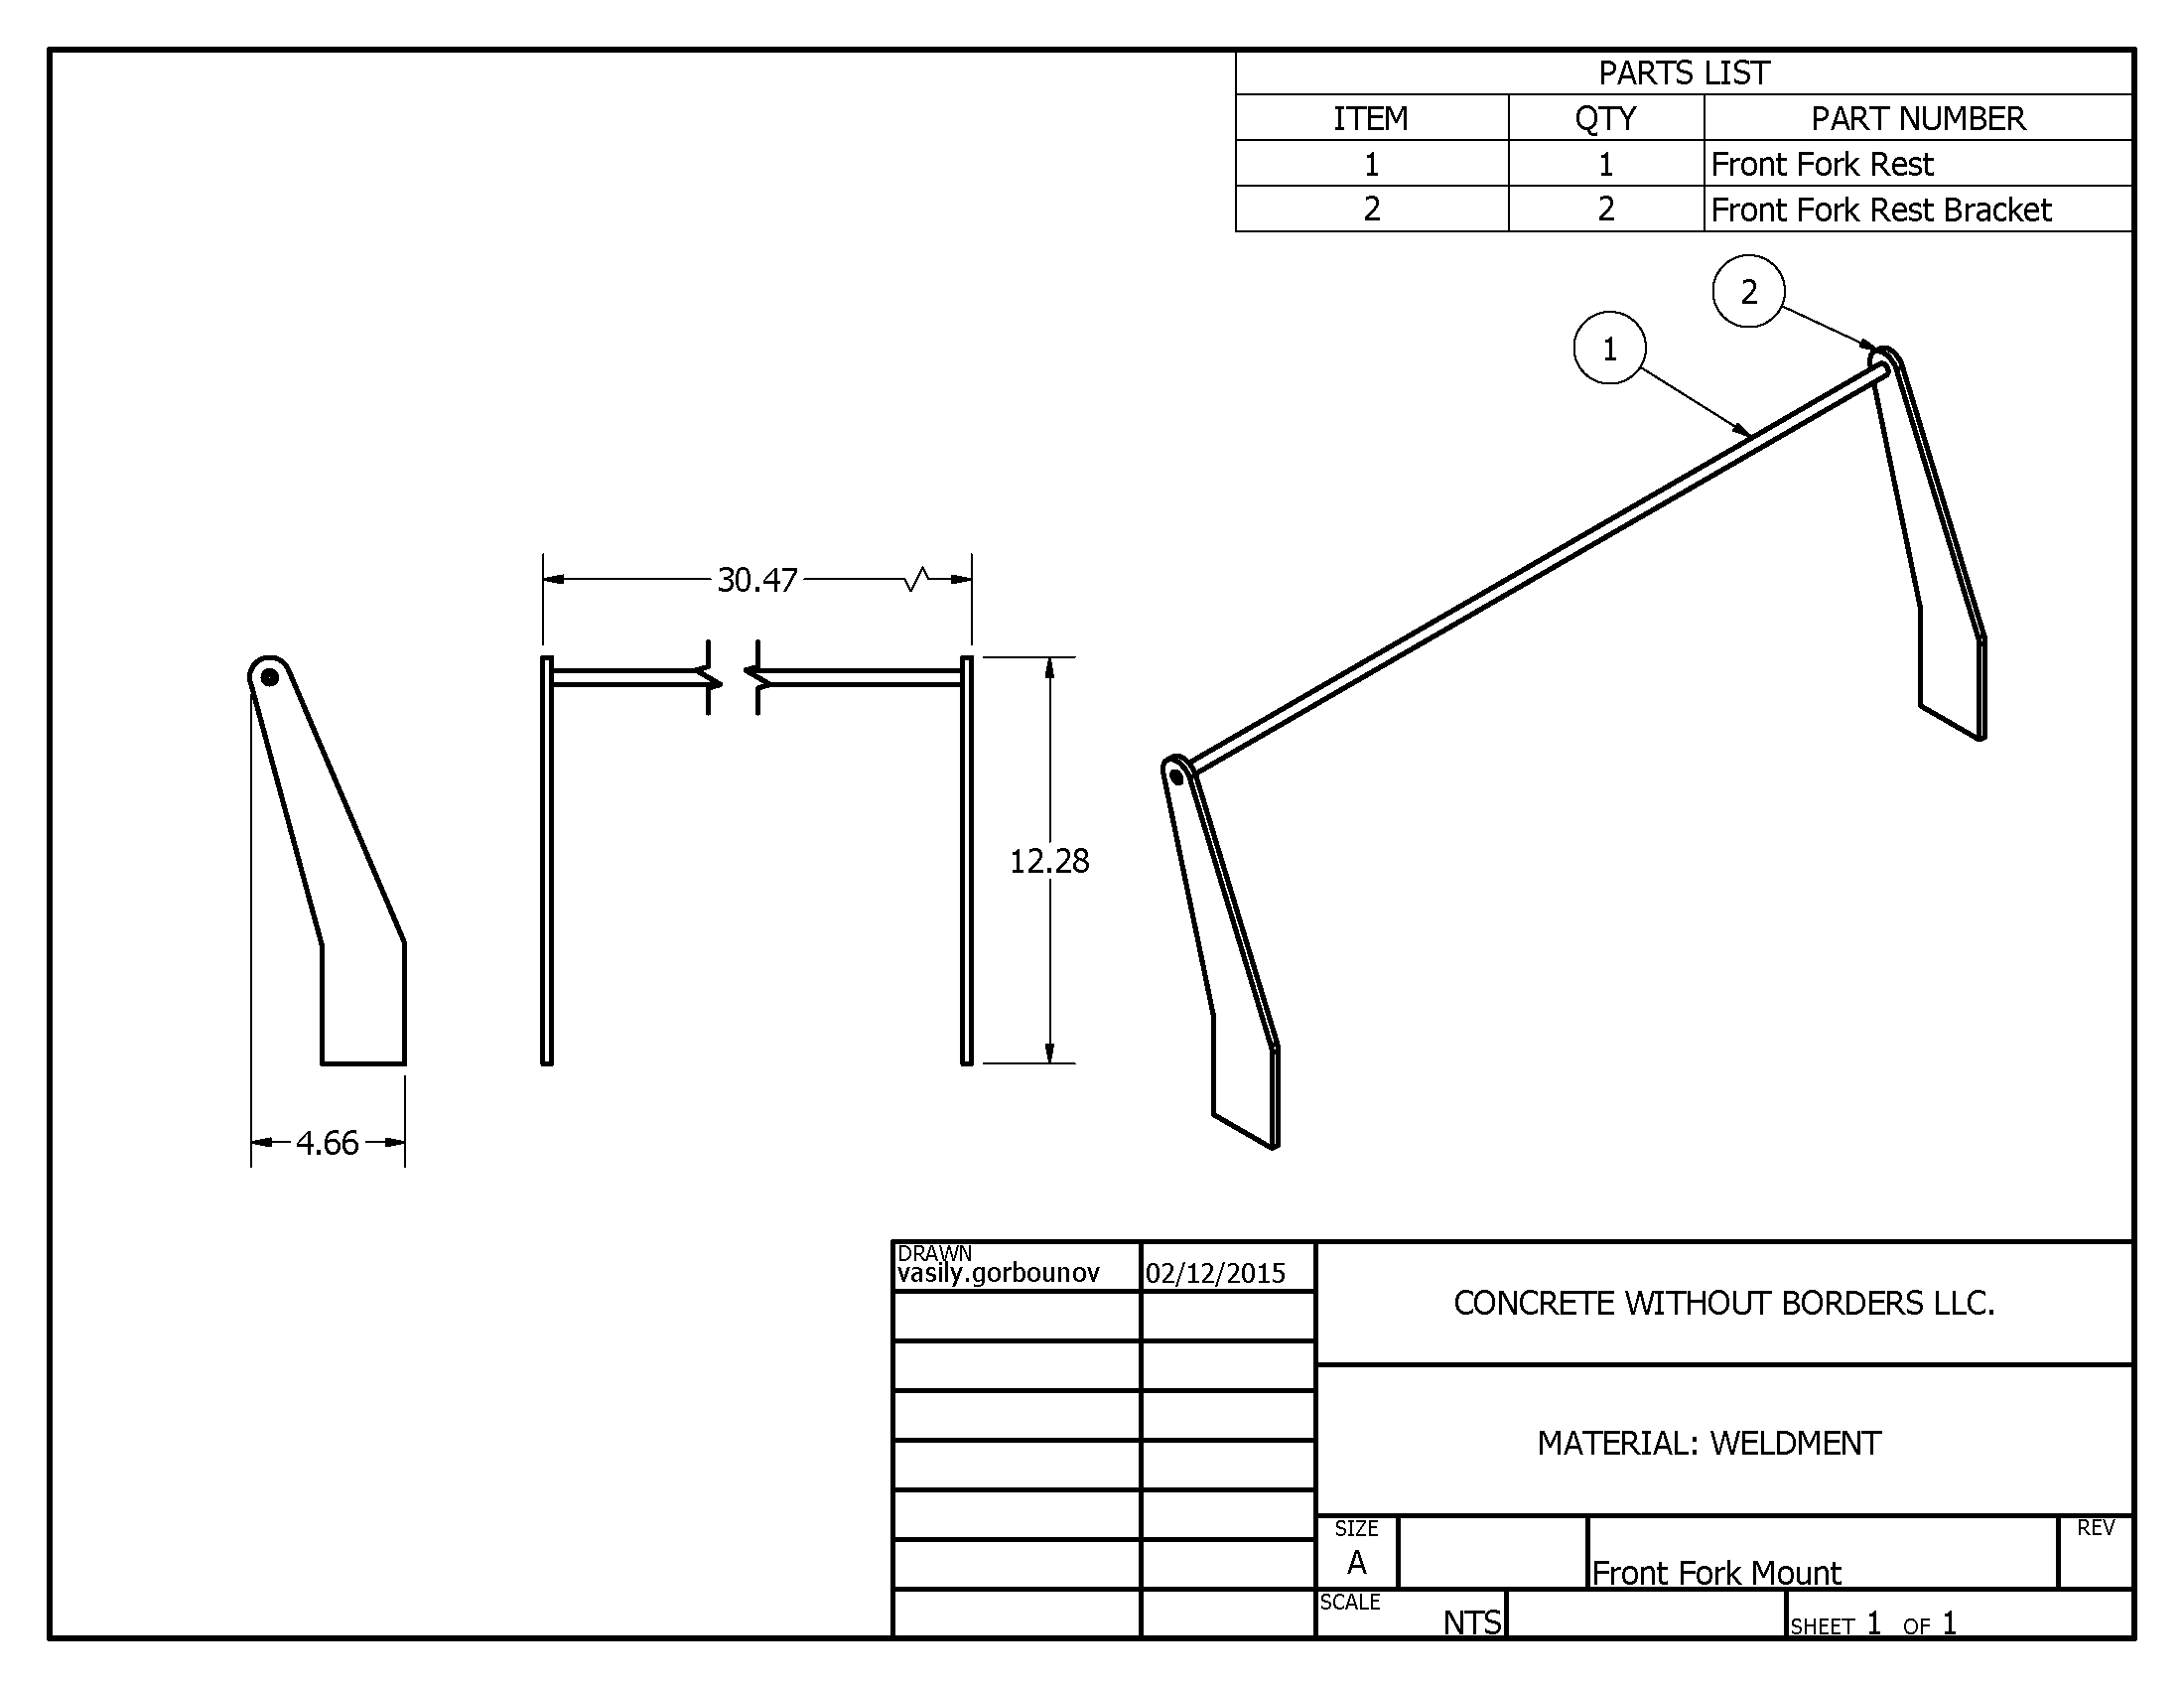 PARTS LIST
ITEM QTY PART NUMBER
1 1 Front Fork Rest
2 2 Front Fork Rest Bracket
2
1
30.47
12.28
4.66
DRAWN
vasily.gorbounov 02/12/2015
CONCRETE WITHOUT BORDERS LLC.
MATERIAL: WELDMENT
SIZE
A
Front Fork Mount
REV
SCALE
NTS
SHEET 1 OF 1